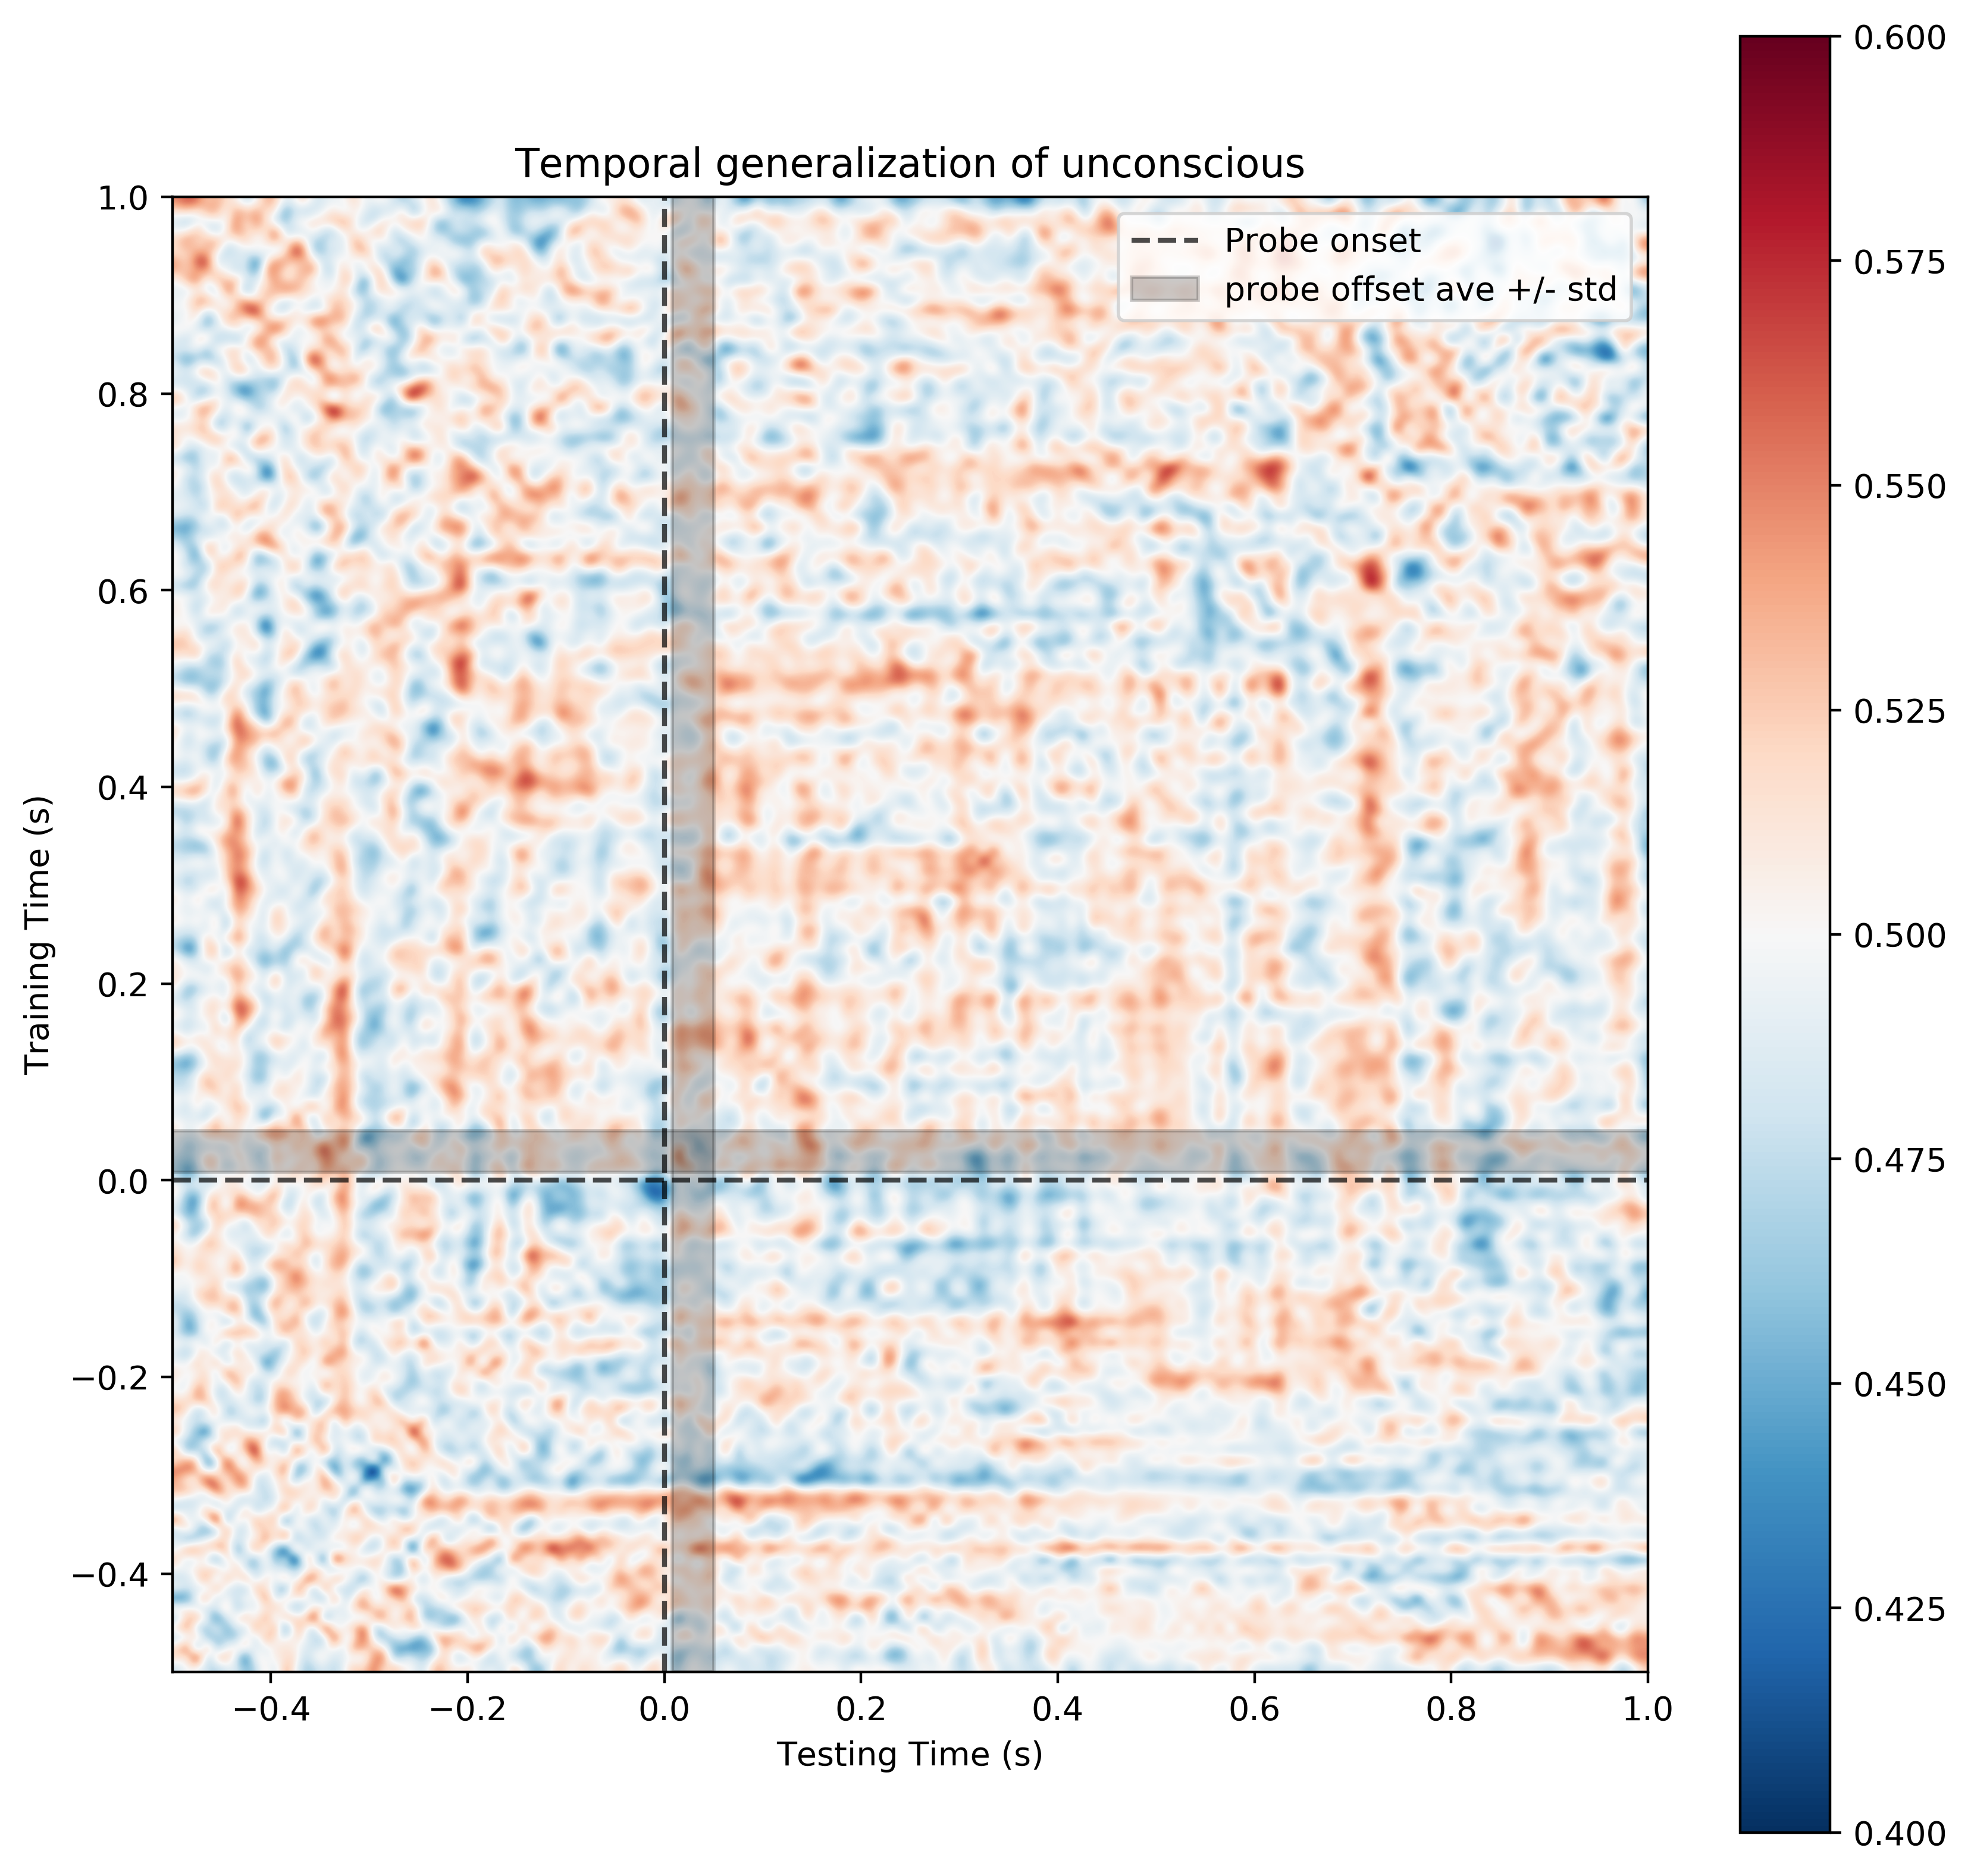 Temporal generalization of unconscious
Probe onset
probe offset ave +/- std
Training Time (s)
1.0
0.8
0.6
0.4
0.2
0.0
−0.2
−0.4
−0.4 −0.2 0.0 0.2 0.4 0.6 0.8 1.0
Testing Time (s)
0.600
0.575
0.550
0.525
0.500
0.475
0.450
0.425
0.400